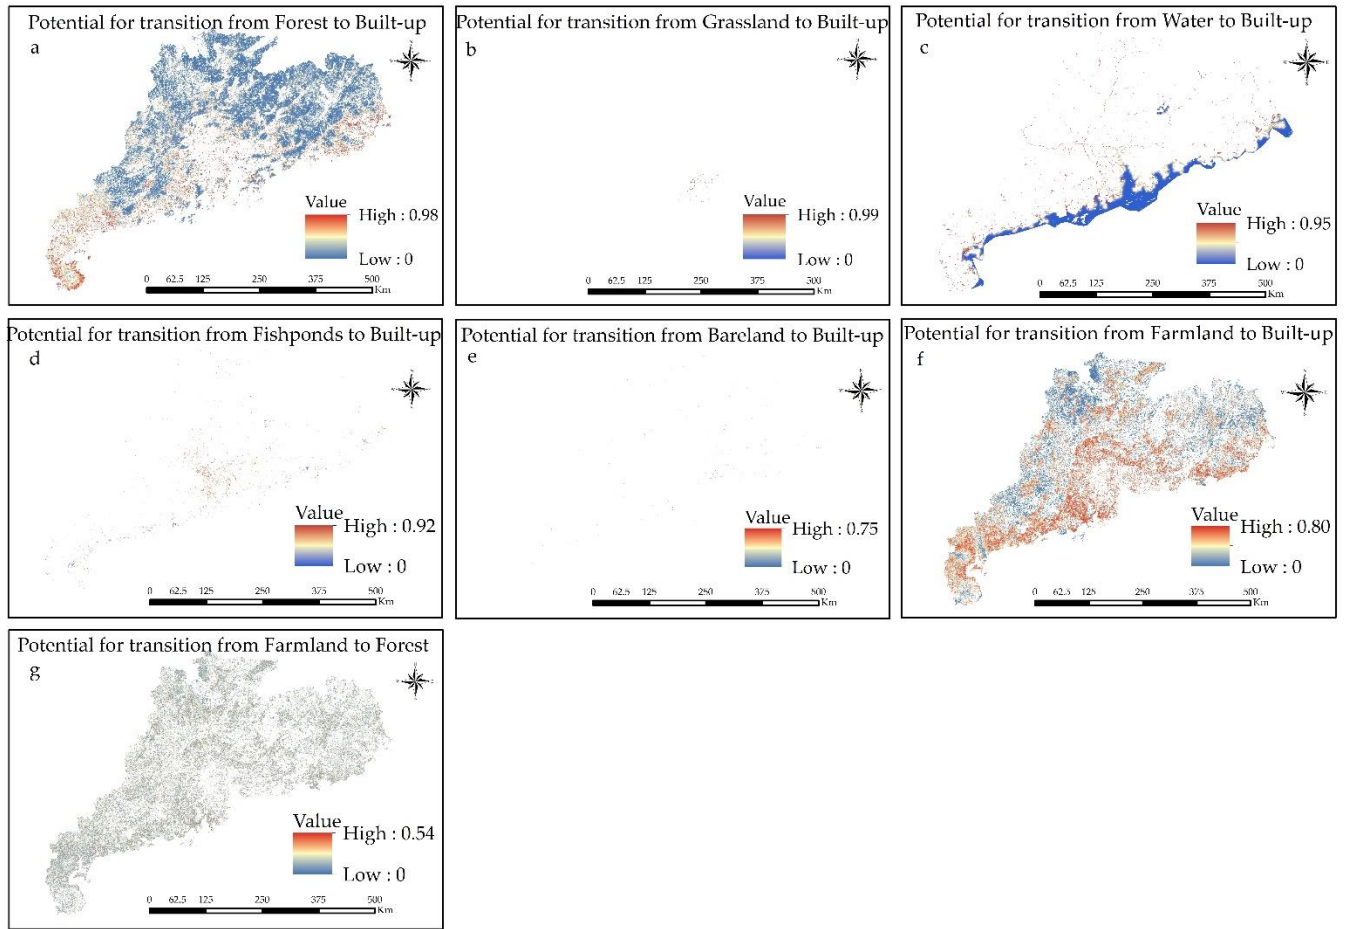 Potential for transition from Forest to Built-up
a
Value
High : 0.98
Low : 0
0 62.5 125 250 375 500
Km
Potential for transition from Grassland to Built-up
b
Value
High : 0.99
Low : 0
0 62.5 125 250 375 500
Km
Potential for transition from Water to Built-up
c
Value
High : 0.95
Low : 0
0 62.5 125 250 375 500
Km
Potential for transition from Fishponds to Built-up
d
Value
High : 0.92
Low : 0
0 62.5 125 250 375 500
Km
Potential for transition from Bareland to Built-up
e
Value
High : 0.75
Low : 0
0 62.5 125 250 375 500
Km
Potential for transition from Farmland to Built-up
f
Value
High : 0.80
Low : 0
0 62.5 125 250 375 500
Km
Potential for transition from Farmland to Forest
g
Value
High : 0.54
Low : 0
0 62.5 125 250 375 500
Km